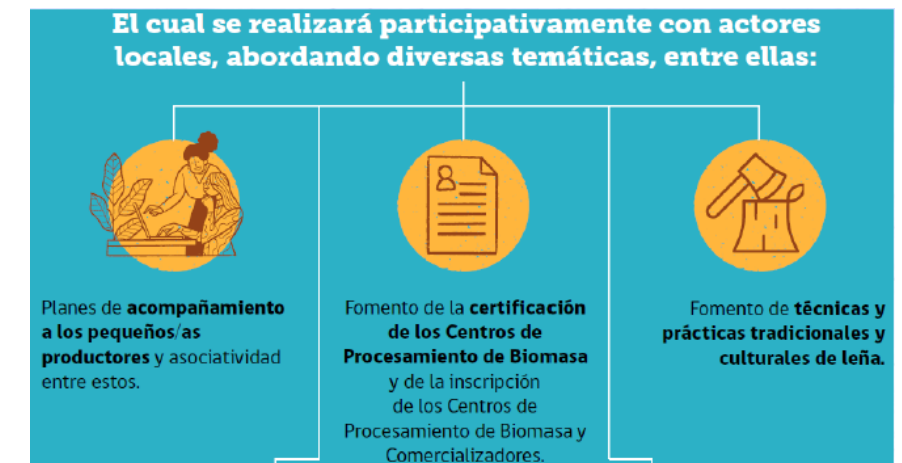 El cual se realizará participativamente con actores
locales, abordando diversas temáticas, entre ellas:
Planes de acompañamiento
a los pequeños/as
productores y asociatividad
entre estos.
Fomento de la certificación
de los Centros de
Procesamiento de Biomasa
y de la inscripción
de los Centros de
Procesamiento de Biomasa y
Comercializadores.
Fomento de técnicas y
prácticas tradicionales y
culturales de leña.